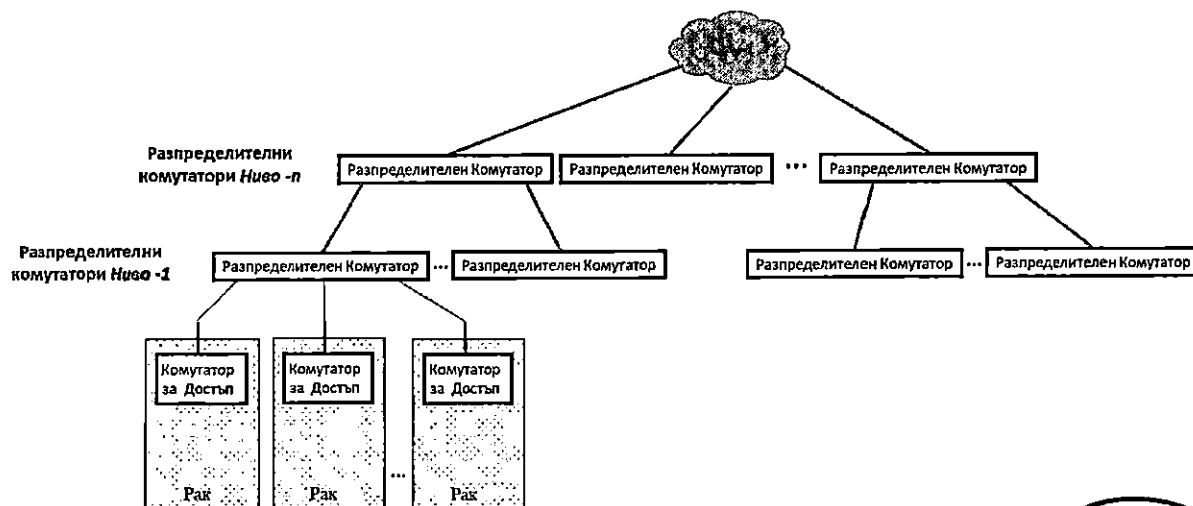 Разпределителни
комутатори Ниво -n
Разпределителен Комутатор
Разпределителен Комутатор
...
Разпределителен Комутатор
Разпределителни
комутатори Ниво -1
Разпределителен Комутатор
...
Разпределителен Комутатор
Разпределителен Комутатор
...
Разпределителен Комутатор
Комутатор
за Достъп
Комутатор
за Достъп
Комутатор
за Достъп
...
Рак
Рак
Рак